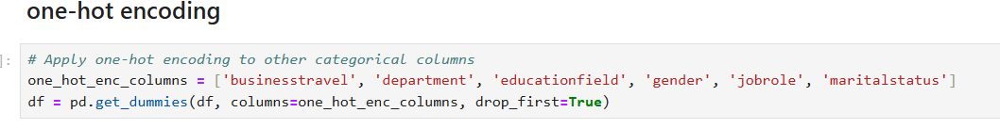 one-hot encoding
]:
# Apply one-hot encoding to other categorical columns
one_hot_enc_columns = ['businesstravel', 'department', 'educationfield', 'gender', 'jobrole', 'maritalstatus']
df = pd.get_dummies(df, columns=one_hot_enc_columns, drop_first=True)